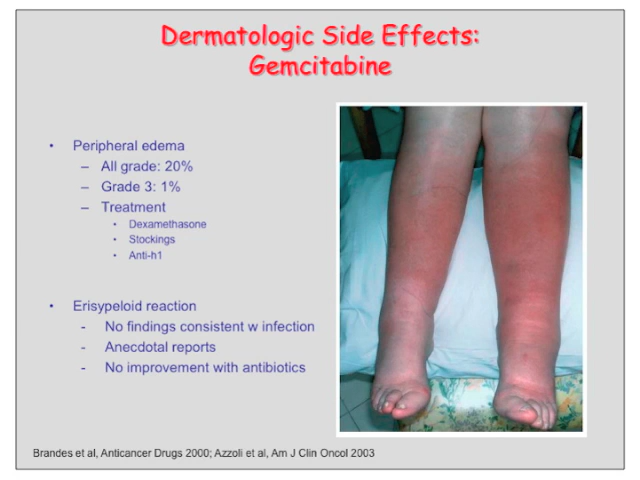 Dermatologic Side Effects:
Gemcitabine
• Peripheral edema
– All grade: 20%
– Grade 3: 1%
– Treatment
• Dexamethasone
• Stockings
• Anti-h1
• Erisypeloid reaction
- No findings consistent w infection
- Anecdotal reports
- No improvement with antibiotics
Brandes et al, Anticancer Drugs 2000; Azzoli et al, Am J Clin Oncol 2003